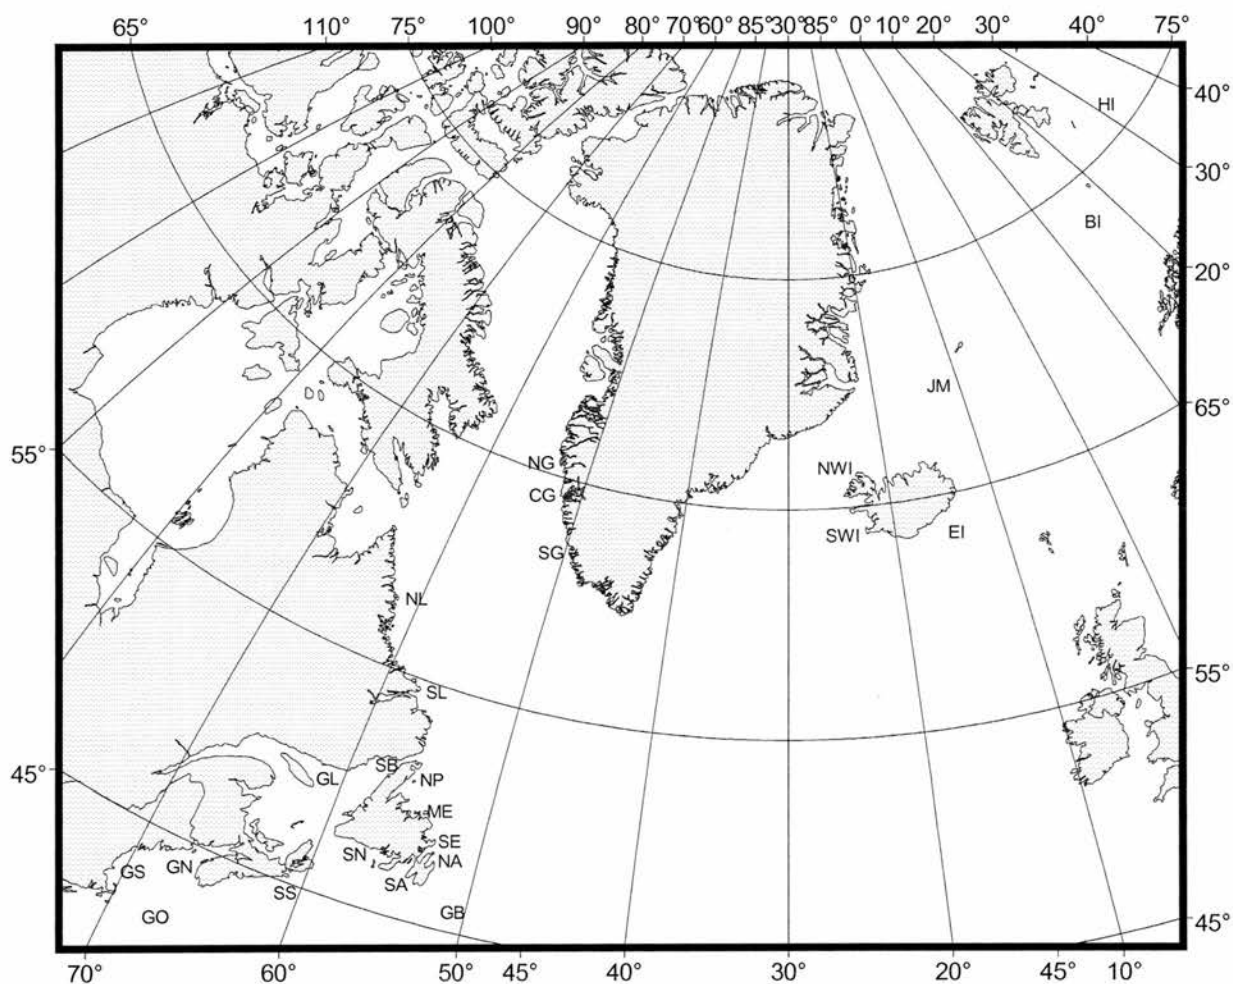 65° 110° 75° 100° 90° 80° 70° 60° 85° 30° 85° 0° 10° 20° 30° 40° 75°
HI
40°
30°
BI
20°
JM
65°
55°
NG
NWI
CG
SWI
EI
SG
NL
55°
SL
45°
SB
GL
NP
ME
SE
SN
NA
GS
GN
SA
SS
GB
GO
45°
70° 60° 50° 45° 40° 30° 20° 45° 10°